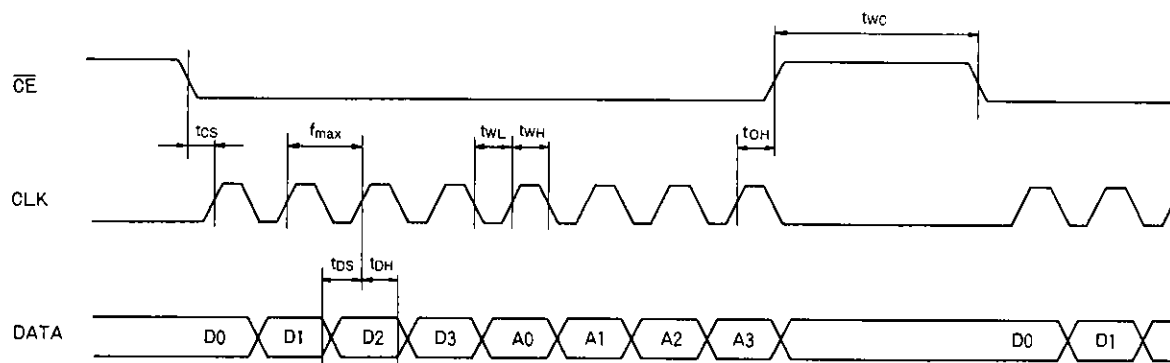 tWC
CE
tCS fmax tWL tWH tOH
CLK
tDS tDH
DATA D0 D1 D2 D3 A0 A1 A2 A3 D0 D1